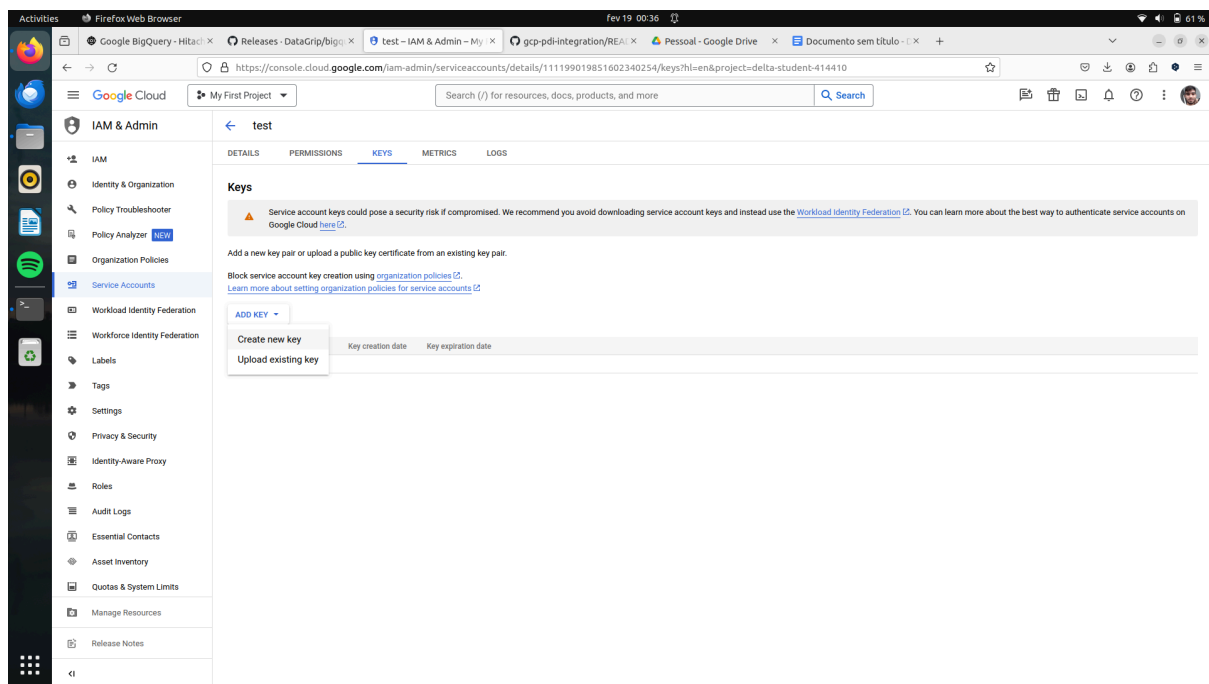 Activities Firefox Web Browser fev 19 00:36 61 %
Google BigQuery - Hitach Releases · DataGrip/bigq test – IAM & Admin – My gcp-pdi-integration/REA Pessoal - Google Drive Documento sem título -
https://console.cloud.google.com/iam-admin/serviceaccounts/details/111199019851602340254/keys?hl=en&project=delta-student-414410
Google Cloud My First Project Search (/) for resources, docs, products, and more Search
IAM & Admin
test
DETAILS PERMISSIONS KEYS METRICS LOGS
IAM
Identity & Organization
Policy Troubleshooter
Policy Analyzer NEW
Organization Policies
Service Accounts
Workload Identity Federation
Workforce Identity Federation
Labels
Tags
Settings
Privacy & Security
Identity-Aware Proxy
Roles
Audit Logs
Essential Contacts
Asset Inventory
Quotas & System Limits
Manage Resources
Release Notes
Keys
Service account keys could pose a security risk if compromised. We recommend you avoid downloading service account keys and instead use the Workload Identity Federation. You can learn more about the best way to authenticate service accounts on
Google Cloud here.
Add a new key pair or upload a public key certificate from an existing key pair.
Block service account key creation using organization policies.
Learn more about setting organization policies for service accounts
ADD KEY
Create new key
Upload existing key
Key creation date Key expiration date